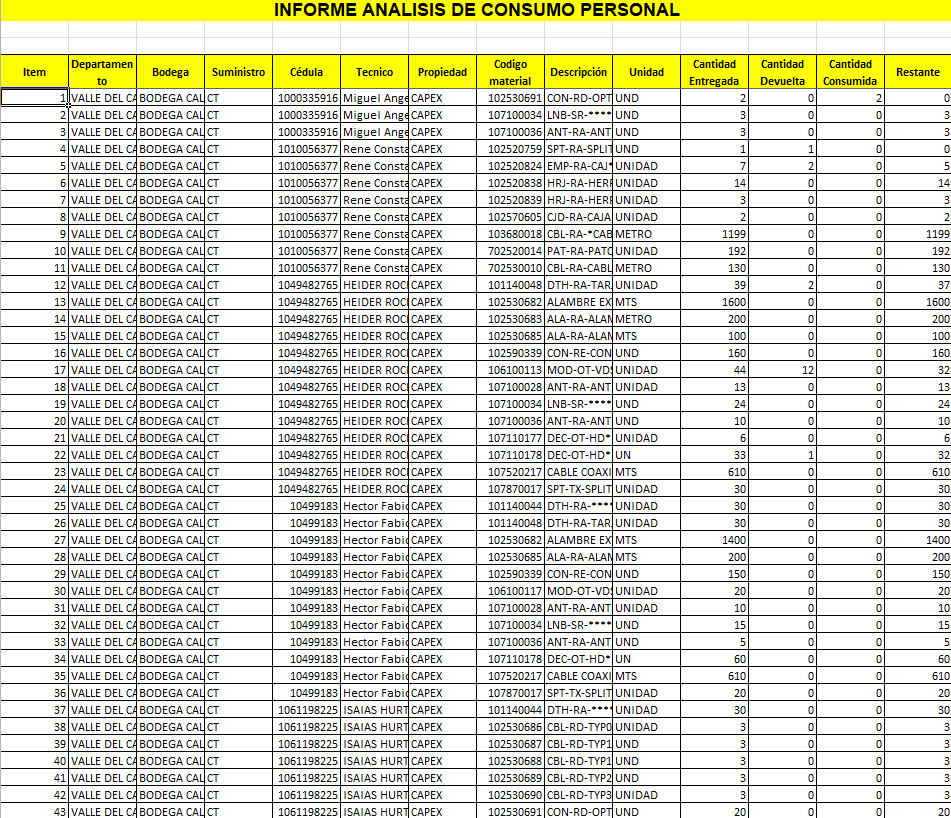 INFORME ANALISIS DE CONSUMO PERSONAL
Item Departamento Bodega Suministro Cédula Tecnico Propiedad Codigo material Descripción Unidad Cantidad Entregada Cantidad Devuelta Cantidad Consumida Restante
1 VALLE DEL CA BODEGA CAL CT 1000335916 Miguel Ange CAPEX 102530691 CON-RD-OPT UND 2 0 2 0
2 VALLE DEL CA BODEGA CAL CT 1000335916 Miguel Ange CAPEX 107100034 LNB-SR-**** UND 3 0 0 3
3 VALLE DEL CA BODEGA CAL CT 1000335916 Miguel Ange CAPEX 107100036 ANT-RA-ANT UND 3 0 0 3
4 VALLE DEL CA BODEGA CAL CT 1010056377 Rene Consta CAPEX 102520759 SPT-RA-SPLIT UND 1 1 0 0
5 VALLE DEL CA BODEGA CAL CT 1010056377 Rene Consta CAPEX 102520824 EMP-RA-CAJ* UNIDAD 7 2 0 5
6 VALLE DEL CA BODEGA CAL CT 1010056377 Rene Consta CAPEX 102520838 HRJ-RA-HERR UNIDAD 14 0 0 14
7 VALLE DEL CA BODEGA CAL CT 1010056377 Rene Consta CAPEX 102520839 HRJ-RA-HERR UNIDAD 3 0 0 3
8 VALLE DEL CA BODEGA CAL CT 1010056377 Rene Consta CAPEX 102570605 CJD-RA-CAJA UNIDAD 2 0 0 2
9 VALLE DEL CA BODEGA CAL CT 1010056377 Rene Consta CAPEX 103680018 CBL-RA-*CAB METRO 1199 0 0 1199
10 VALLE DEL CA BODEGA CAL CT 1010056377 Rene Consta CAPEX 702520014 PAT-RA-PATC UNIDAD 192 0 0 192
11 VALLE DEL CA BODEGA CAL CT 1010056377 Rene Consta CAPEX 702530010 CBL-RA-CABL METRO 130 0 0 130
12 VALLE DEL CA BODEGA CAL CT 1049482765 HEIDER ROC CAPEX 101140048 DTH-RA-TAR UNIDAD 39 2 0 37
13 VALLE DEL CA BODEGA CAL CT 1049482765 HEIDER ROC CAPEX 102530682 ALAMBRE EX MTS 1600 0 0 1600
14 VALLE DEL CA BODEGA CAL CT 1049482765 HEIDER ROC CAPEX 102530683 ALA-RA-ALAM METRO 200 0 0 200
15 VALLE DEL CA BODEGA CAL CT 1049482765 HEIDER ROC CAPEX 102530685 ALA-RA-ALAM MTS 100 0 0 100
16 VALLE DEL CA BODEGA CAL CT 1049482765 HEIDER ROC CAPEX 102590339 CON-RE-CON UND 160 0 0 160
17 VALLE DEL CA BODEGA CAL CT 1049482765 HEIDER ROC CAPEX 106100113 MOD-OT-VDS UNIDAD 44 12 0 32
18 VALLE DEL CA BODEGA CAL CT 1049482765 HEIDER ROC CAPEX 107100028 ANT-RA-ANT UND 13 0 0 13
19 VALLE DEL CA BODEGA CAL CT 1049482765 HEIDER ROC CAPEX 107100034 LNB-SR-**** UND 24 0 0 24
20 VALLE DEL CA BODEGA CAL CT 1049482765 HEIDER ROC CAPEX 107100036 ANT-RA-ANT UND 10 0 0 10
21 VALLE DEL CA BODEGA CAL CT 1049482765 HEIDER ROC CAPEX 107110177 DEC-OT-HD* UNIDAD 6 0 0 6
22 VALLE DEL CA BODEGA CAL CT 1049482765 HEIDER ROC CAPEX 107110178 DEC-OT-HD* UN 33 1 0 32
23 VALLE DEL CA BODEGA CAL CT 1049482765 HEIDER ROC CAPEX 107520217 CABLE COAXI MTS 610 0 0 610
24 VALLE DEL CA BODEGA CAL CT 1049482765 HEIDER ROC CAPEX 107870017 SPT-TX-SPLIT UNIDAD 30 0 0 30
25 VALLE DEL CA BODEGA CAL CT 10499183 Hector Fabic CAPEX 101140044 DTH-RA-**** UNIDAD 30 0 0 30
26 VALLE DEL CA BODEGA CAL CT 10499183 Hector Fabic CAPEX 101140048 DTH-RA-TAR UNIDAD 30 0 0 30
27 VALLE DEL CA BODEGA CAL CT 10499183 Hector Fabic CAPEX 102530682 ALAMBRE EX MTS 1400 0 0 1400
28 VALLE DEL CA BODEGA CAL CT 10499183 Hector Fabic CAPEX 102530685 ALA-RA-ALAM MTS 200 0 0 200
29 VALLE DEL CA BODEGA CAL CT 10499183 Hector Fabic CAPEX 102590339 CON-RE-CON UND 150 0 0 150
30 VALLE DEL CA BODEGA CAL CT 10499183 Hector Fabic CAPEX 106100117 MOD-OT-VDS UNIDAD 20 0 0 20
31 VALLE DEL CA BODEGA CAL CT 10499183 Hector Fabic CAPEX 107100028 ANT-RA-ANT UND 10 0 0 10
32 VALLE DEL CA BODEGA CAL CT 10499183 Hector Fabic CAPEX 107100034 LNB-SR-**** UND 15 0 0 15
33 VALLE DEL CA BODEGA CAL CT 10499183 Hector Fabic CAPEX 107100036 ANT-RA-ANT UND 5 0 0 5
34 VALLE DEL CA BODEGA CAL CT 10499183 Hector Fabic CAPEX 107110178 DEC-OT-HD* UN 60 0 0 60
35 VALLE DEL CA BODEGA CAL CT 10499183 Hector Fabic CAPEX 107520217 CABLE COAXI MTS 610 0 0 610
36 VALLE DEL CA BODEGA CAL CT 10499183 Hector Fabic CAPEX 107870017 SPT-TX-SPLIT UNIDAD 20 0 0 20
37 VALLE DEL CA BODEGA CAL CT 1061198225 ISAIAS HURT CAPEX 101140044 DTH-RA-**** UNIDAD 30 0 0 30
38 VALLE DEL CA BODEGA CAL CT 1061198225 ISAIAS HURT CAPEX 102530686 CBL-RD-TYP0 UNIDAD 3 0 0 3
39 VALLE DEL CA BODEGA CAL CT 1061198225 ISAIAS HURT CAPEX 102530687 CBL-RD-TYP1 UND 3 0 0 3
40 VALLE DEL CA BODEGA CAL CT 1061198225 ISAIAS HURT CAPEX 102530688 CBL-RD-TYP1 UND 3 0 0 3
41 VALLE DEL CA BODEGA CAL CT 1061198225 ISAIAS HURT CAPEX 102530689 CBL-RD-TYP2 UND 3 0 0 3
42 VALLE DEL CA BODEGA CAL CT 1061198225 ISAIAS HURT CAPEX 102530690 CBL-RD-TYP3 UNIDAD 3 0 0 3
43 VALLE DEL CA BODEGA CAL CT 1061198225 ISAIAS HURT CAPEX 102530691 CON-RD-OPT UND 20 0 0 20